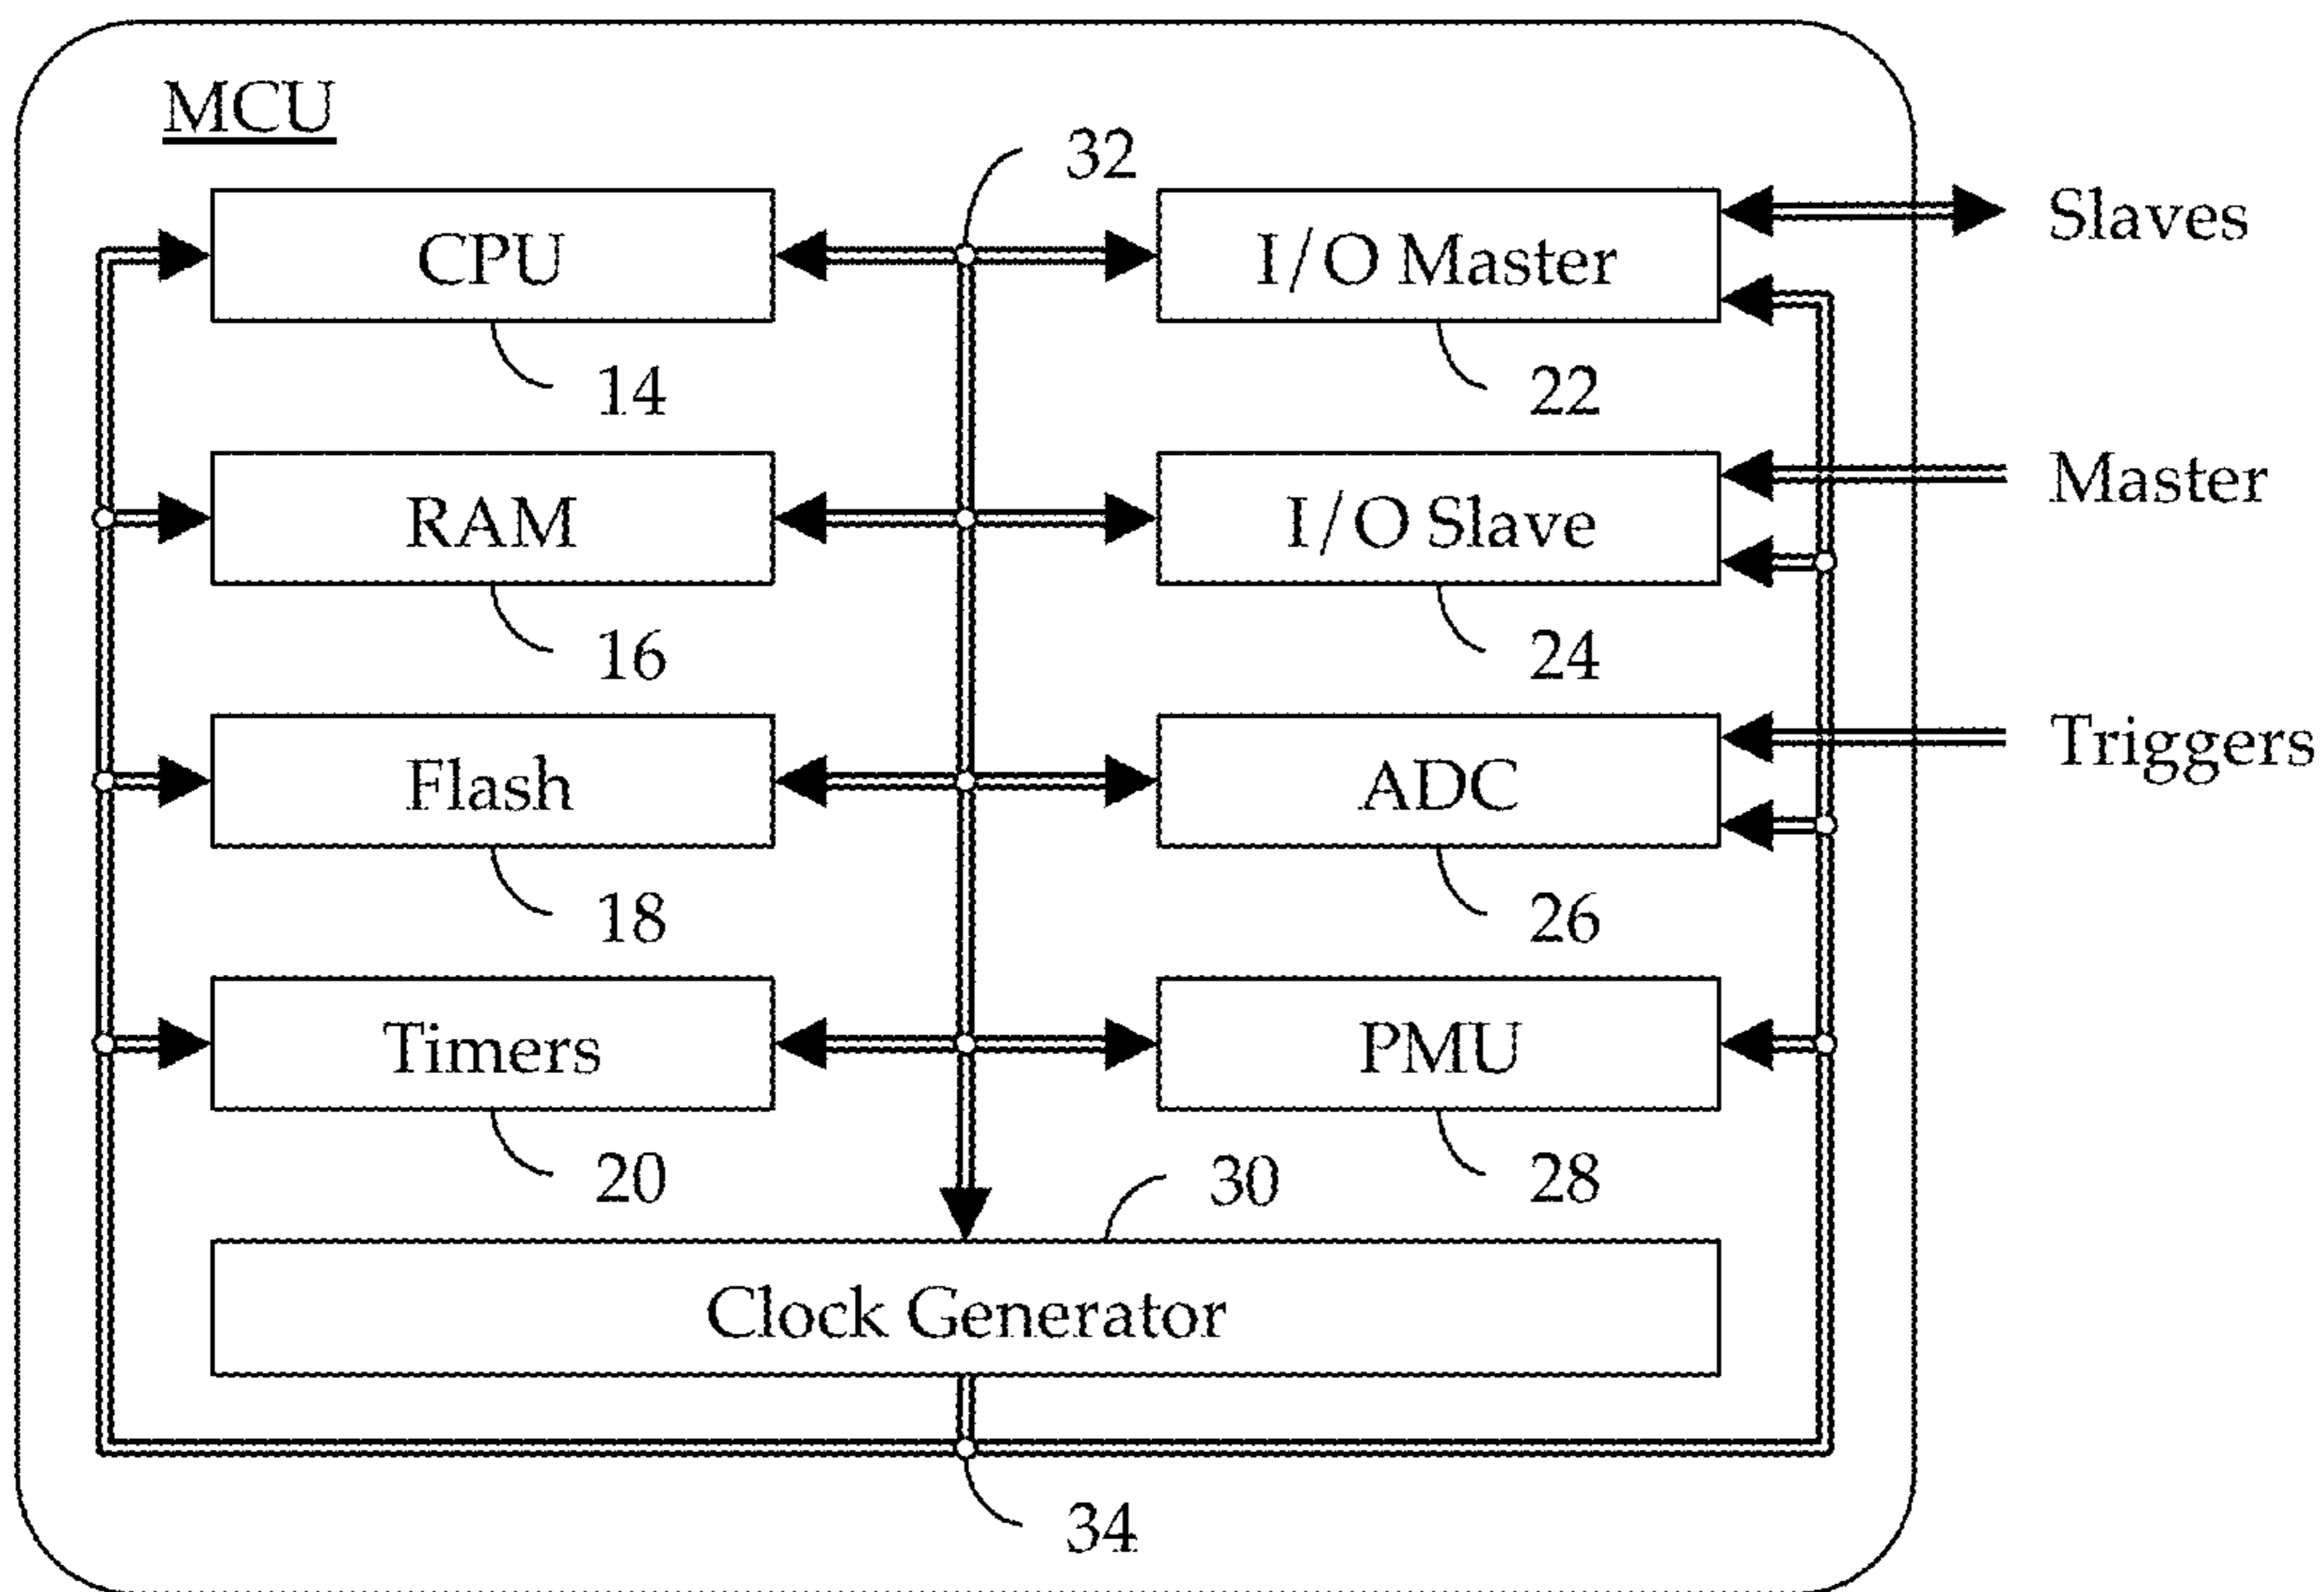 MCU
32
CPU
I/O Master
Slaves
14
22
RAM
I/O Slave
Master
16
24
Flash
ADC
Triggers
18
26
Timers
PMU
20
30
28
Clock Generator
34